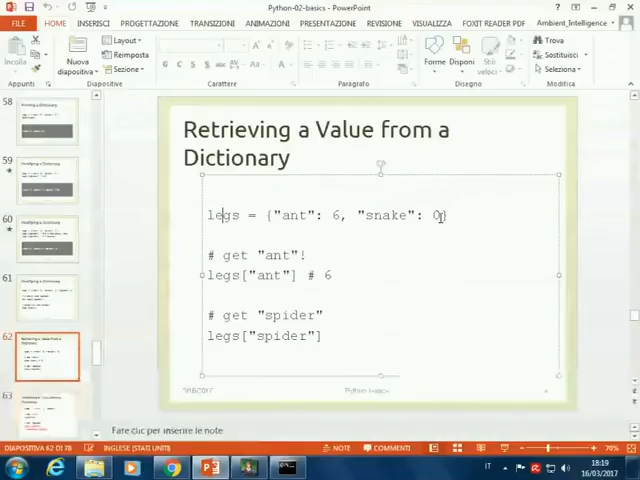 Python-02-basics - PowerPoint
FILE HOME INSERISCI PROGETTAZIONE TRANSIZIONI ANIMAZIONI PRESENTAZIONE REVISIONE VISUALIZZA FOXIT READER PDF Ambient_Intelligence
Incolla
Nuova diapositiva
Layout
Reimposta
Sezione
Forme
Disponi
Stili veloci
Trova
Sostituisci
Seleziona
Appunti Diapositive Carattere Paragrafo Disegno Modifica
58
59
60
61
62
63
Retrieving a Value from a
Dictionary
legs = {"ant": 6, "snake": 0}
# get "ant"!
legs["ant"] # 6
# get "spider"
legs["spider"]
Fare clic per inserire le note
DIAPOSITIVA 62 DI 78 INGLESE (STATI UNITI) NOTE COMMENTI 70%
IT 18:19
16/03/2017